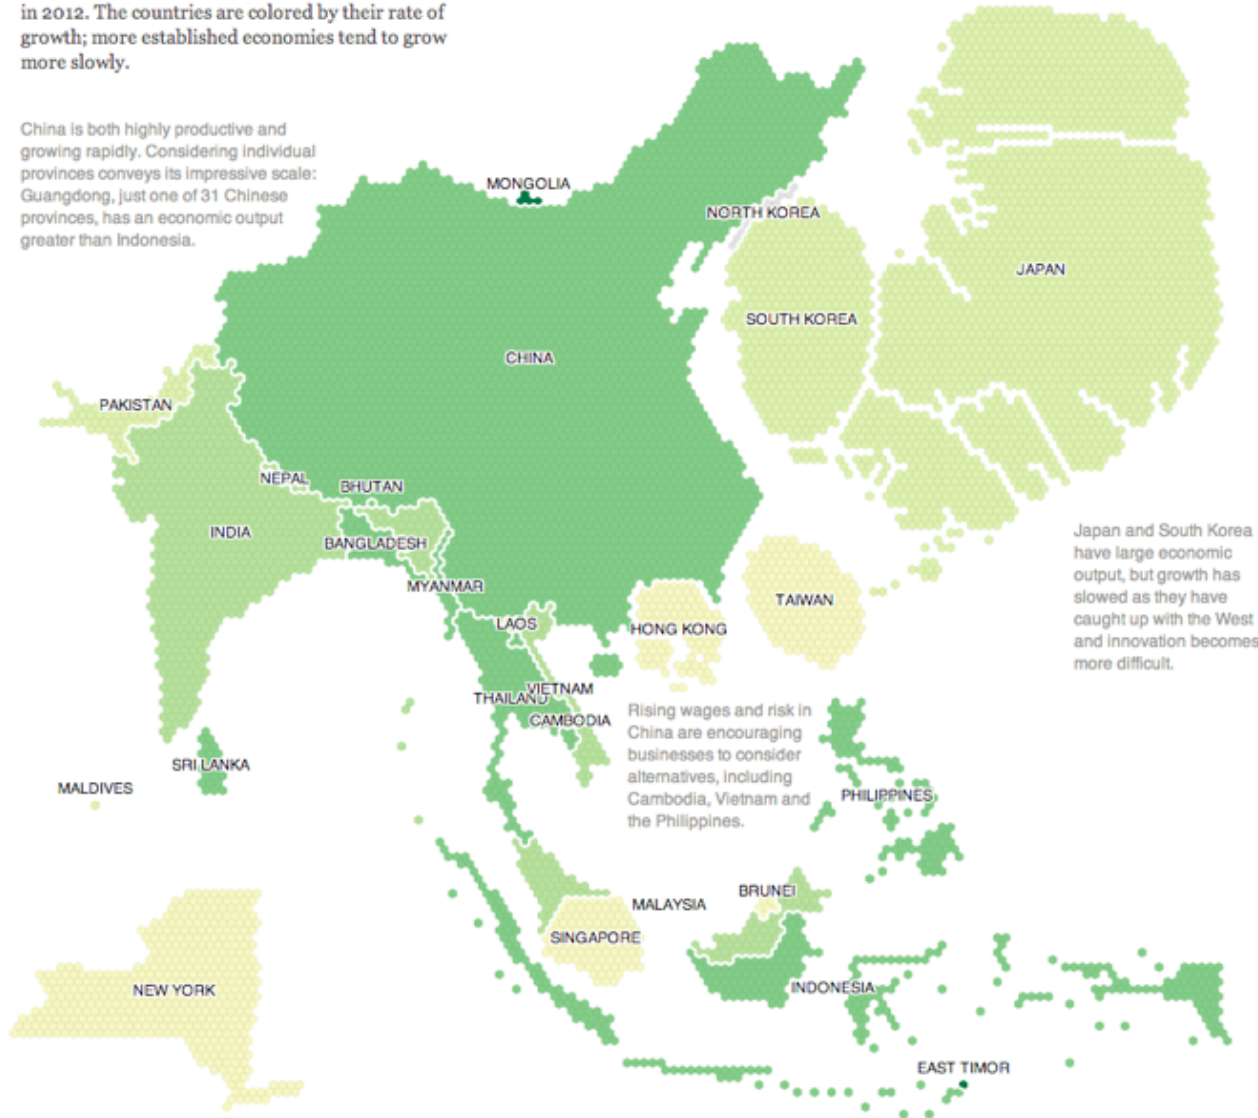 in 2012. The countries are colored by their rate of
growth; more established economies tend to grow
more slowly.
China is both highly productive and
growing rapidly. Considering individual
provinces conveys its impressive scale:
Guangdong, just one of 31 Chinese
provinces, has an economic output
greater than Indonesia.
MONGOLIA
NORTH KOREA
JAPAN
SOUTH KOREA
CHINA
PAKISTAN
NEPAL
BHUTAN
INDIA
BANGLADESH
Japan and South Korea
have large economic
output, but growth has
slowed as they have
caught up with the West
and innovation becomes
more difficult.
MYANMAR
TAIWAN
LAOS
HONG KONG
VIETNAM
THAILAND
CAMBODIA
Rising wages and risk in
China are encouraging
businesses to consider
alternatives, including
Cambodia, Vietnam and
the Philippines.
SRI LANKA
MALDIVES
PHILIPPINES
BRUNEI
MALAYSIA
SINGAPORE
INDONESIA
NEW YORK
EAST TIMOR